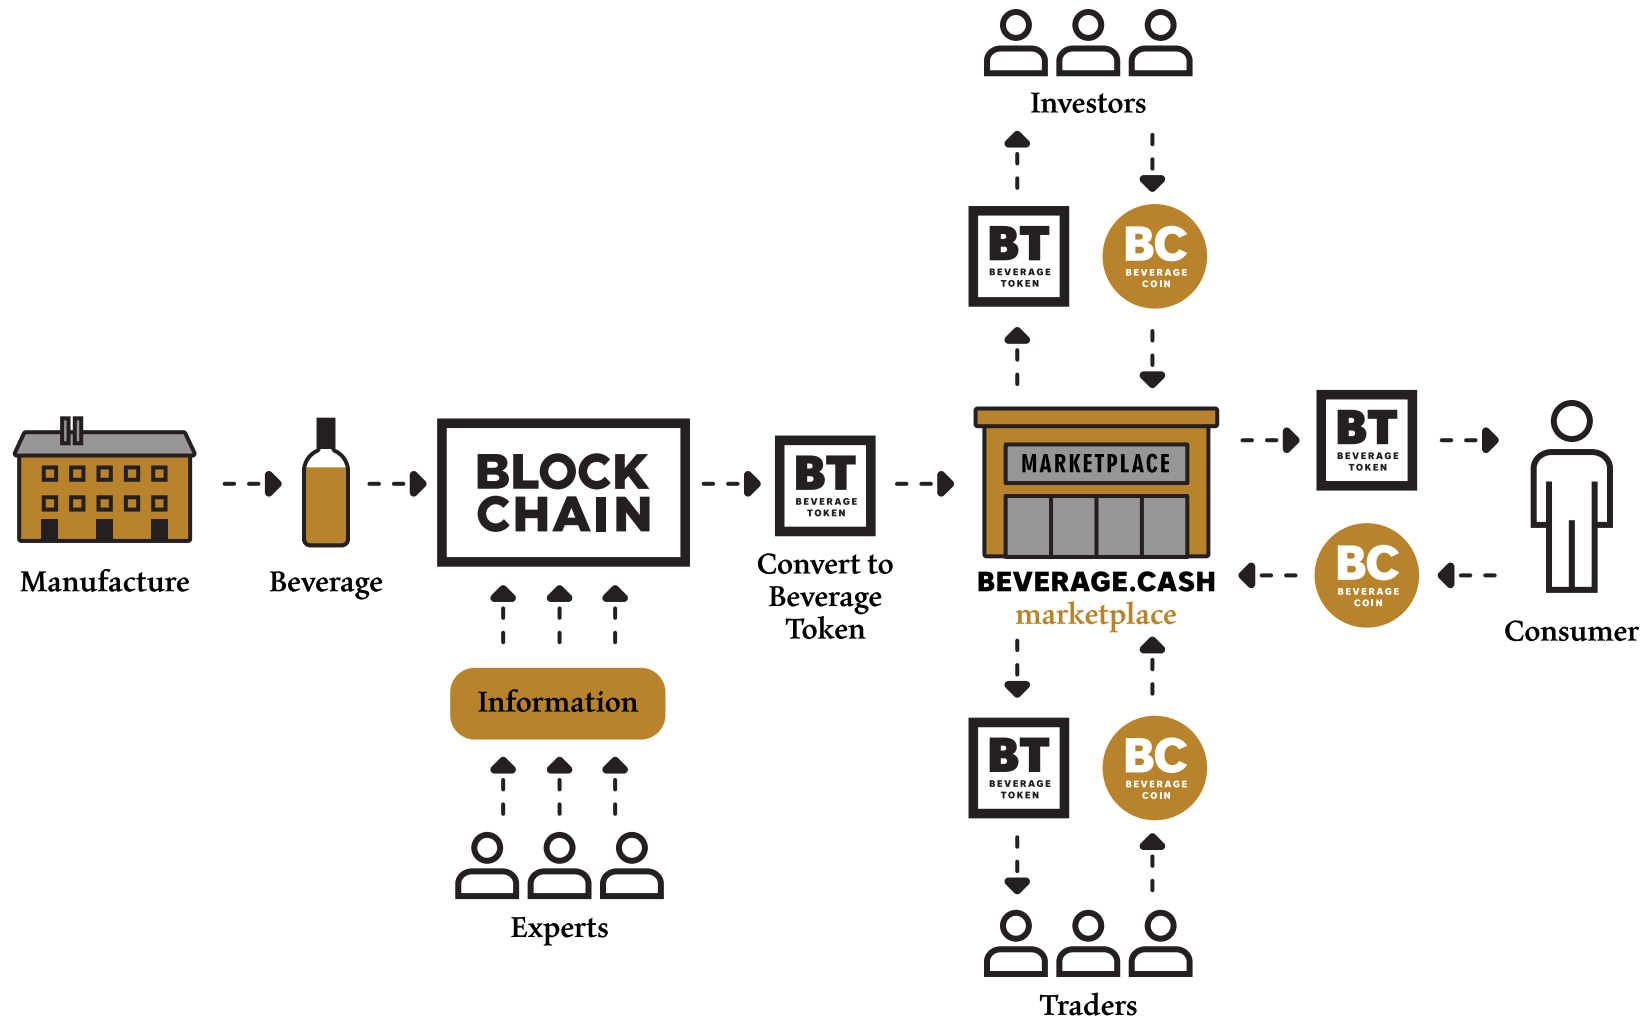 Investors
BT
BEVERAGE
TOKEN
BC
BEVERAGE
COIN
Manufacture
Beverage
BLOCK
CHAIN
BT
BEVERAGE
TOKEN
Convert to
Beverage
Token
MARKETPLACE
BEVERAGE.CASH
marketplace
BT
BEVERAGE
TOKEN
BC
BEVERAGE
COIN
Consumer
Information
Experts
BT
BEVERAGE
TOKEN
BC
BEVERAGE
COIN
Traders